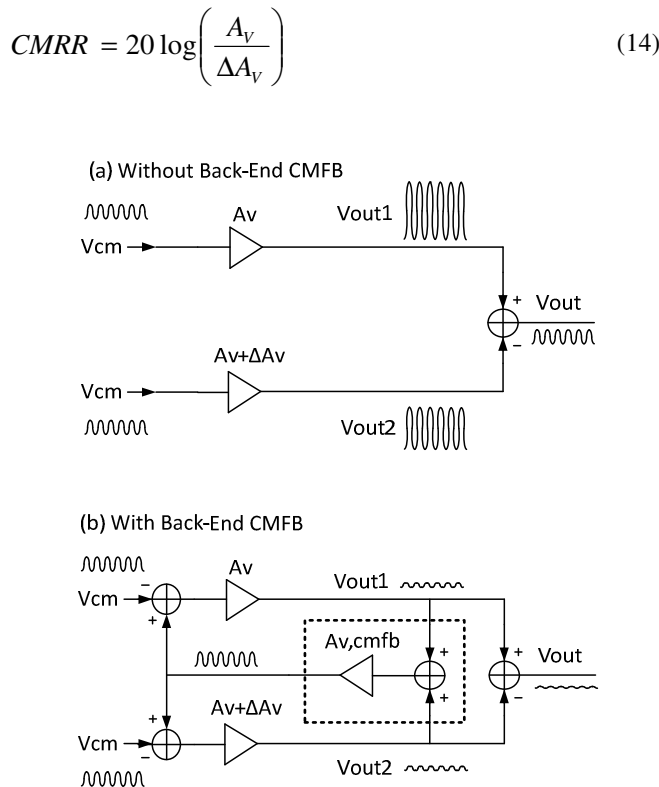 CMRR = 20 log( A_V / ΔA_V ) (14)
(a) Without Back-End CMFB
Av
Vout1
Vcm
+
Vout
Av+ΔAv
−
Vcm
Vout2
(b) With Back-End CMFB
Av
Vout1
−
Vcm
+
Av,cmfb
+
+
Vout
+
Av+ΔAv
+
−
Vcm
−
Vout2